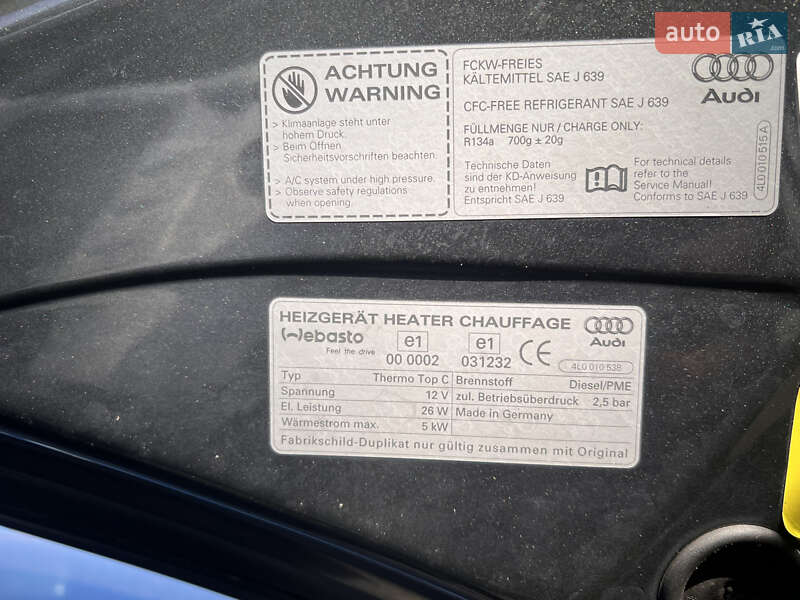 auto RIA.com
ACHTUNG
WARNING
> Klimaanlage steht unter
hohem Druck.
> Beim Öffnen
Sicherheitsvorschriften beachten.
> A/C system under high pressure.
> Observe safety regulations
when opening.
FCKW-FREIES
KÄLTEMITTEL SAE J 639
CFC-FREE REFRIGERANT SAE J 639
FÜLLMENGE NUR / CHARGE ONLY:
R134a 700g ± 20g
Technische Daten
sind der KD-Anweisung
zu entnehmen!
Entspricht SAE J 639
For technical details
refer to the
Service Manual!
Conforms to SAE J 639
Audi
4L0 010 515 A
HEIZGERÄT HEATER CHAUFFAGE
Webasto
Feel the drive
e1
00 0002
e1
031232
CE
Audi
4L0 010 538
Typ Thermo Top C
Spannung 12 V
El. Leistung 26 W
Wärmestrom max. 5 kW
Brennstoff Diesel/PME
zul. Betriebsüberdruck 2,5 bar
Made in Germany
Fabrikschild-Duplikat nur gültig zusammen mit Original